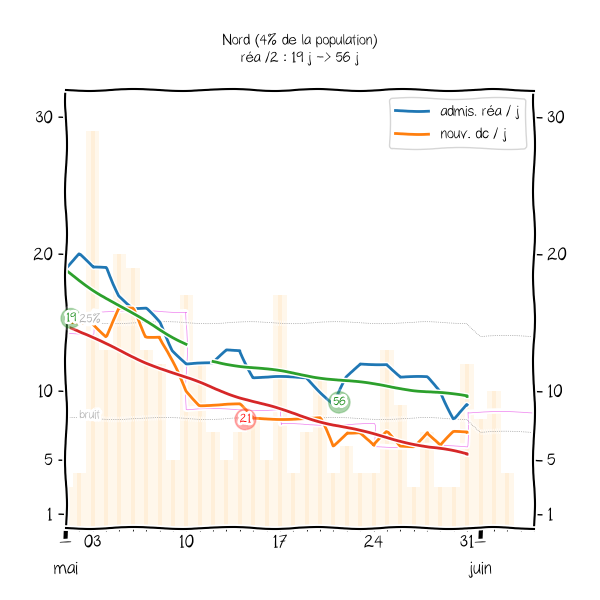 Nord (4% de la population)
réa /2 : 19 j -> 56 j
admis. réa / j
nouv. dc / j
30
30
20
20
19
25%
10
10
56
bruit
21
5
5
1
1
03
10
17
24
31
mai
juin